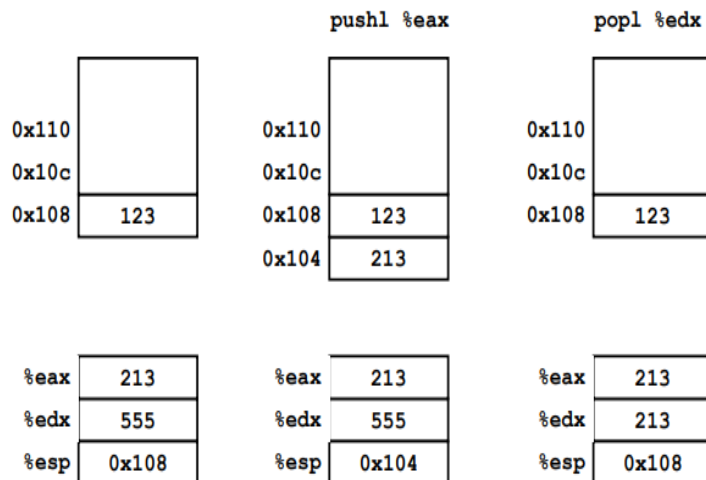 pushl %eax popl %edx
0x110 0x110 0x110
0x10c 0x10c 0x10c
0x108 123 0x108 123 0x108 123
0x104 213
%eax 213 %eax 213 %eax 213
%edx 555 %edx 555 %edx 213
%esp 0x108 %esp 0x104 %esp 0x108